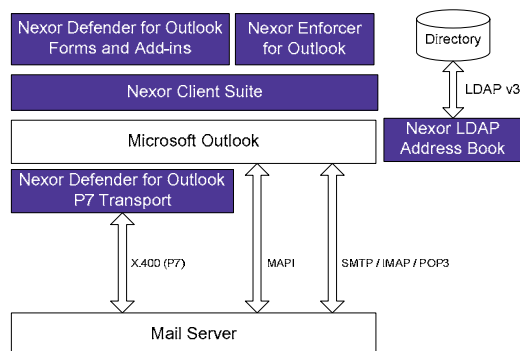 Nexor Defender for Outlook
Forms and Add-ins
Nexor Enforcer
for Outlook
Directory
LDAP v3
Nexor Client Suite
Microsoft Outlook
Nexor LDAP
Address Book
Nexor Defender for Outlook
P7 Transport
X.400 (P7)
MAPI
SMTP / IMAP / POP3
Mail Server